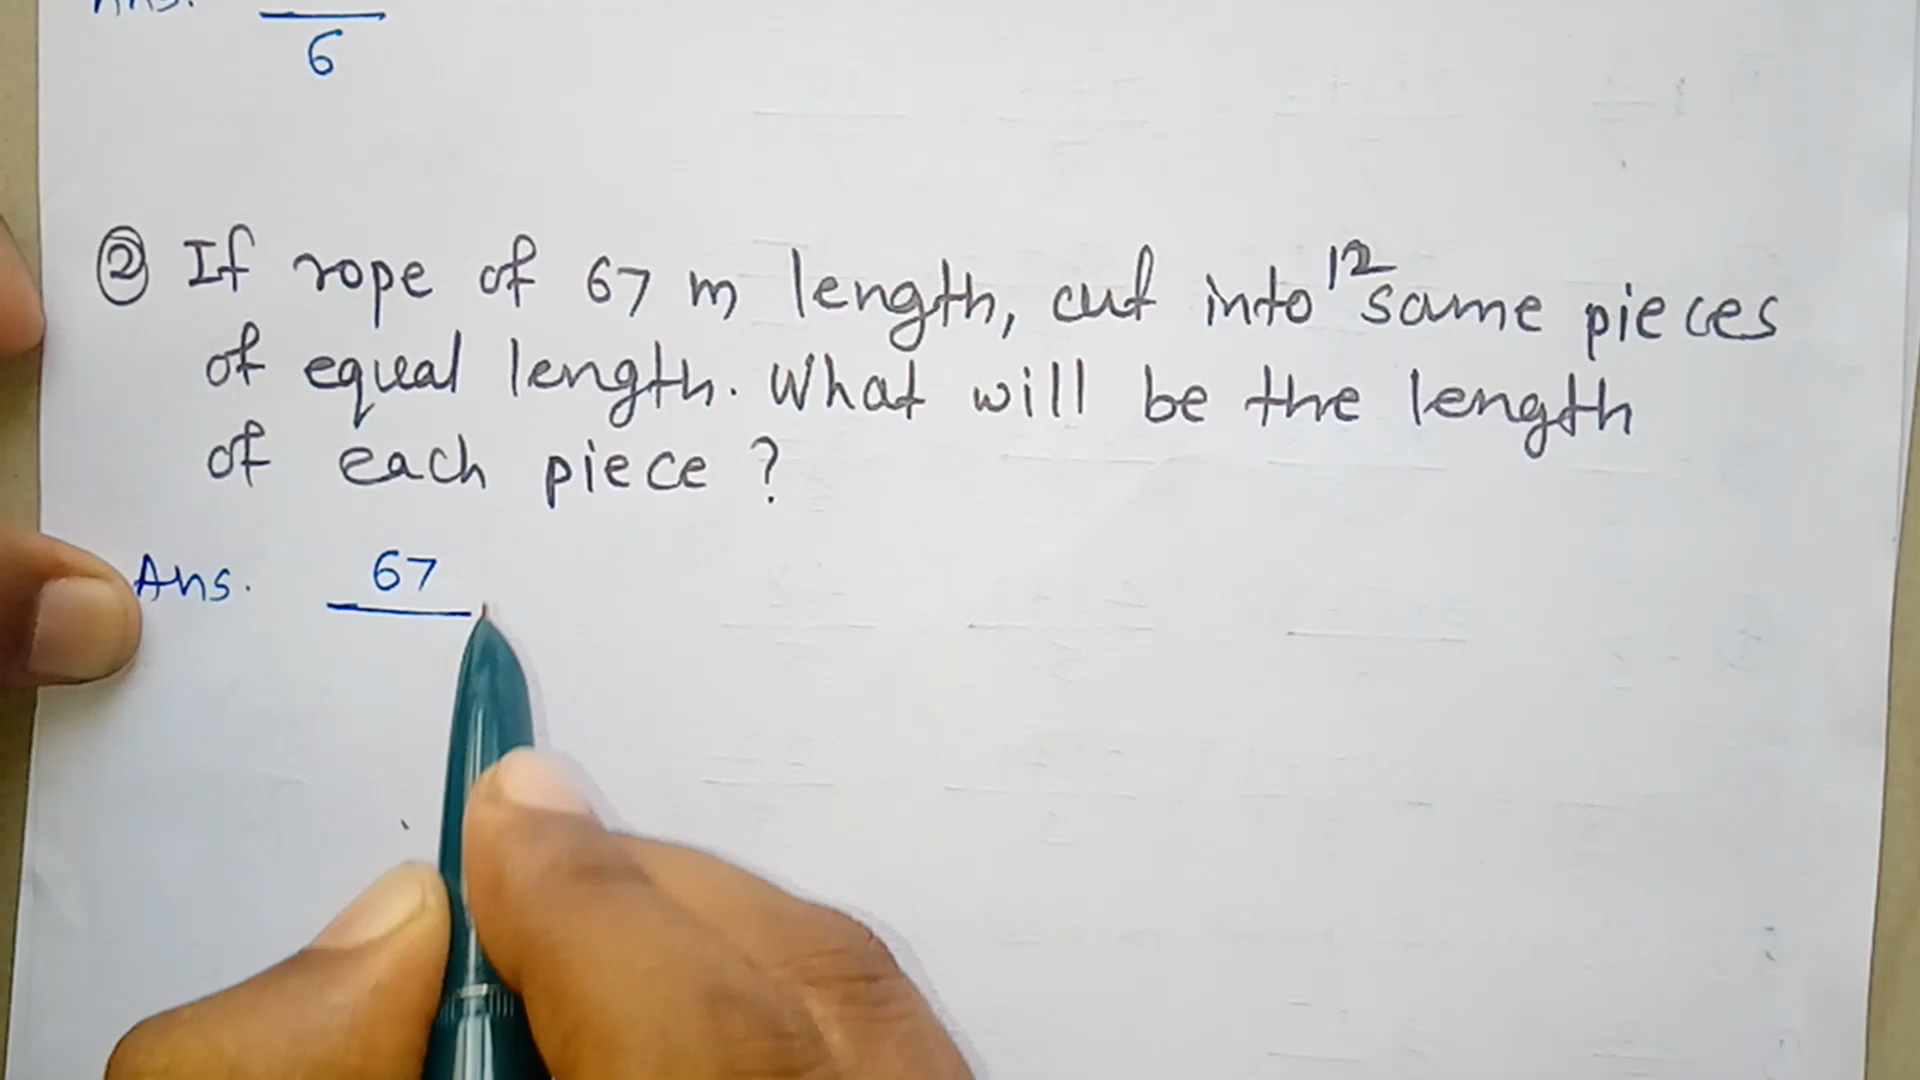 Ans.
6
② If rope of 67 m length, cut into 12 same pieces
of equal length. What will be the length
of each piece ?
Ans. 67